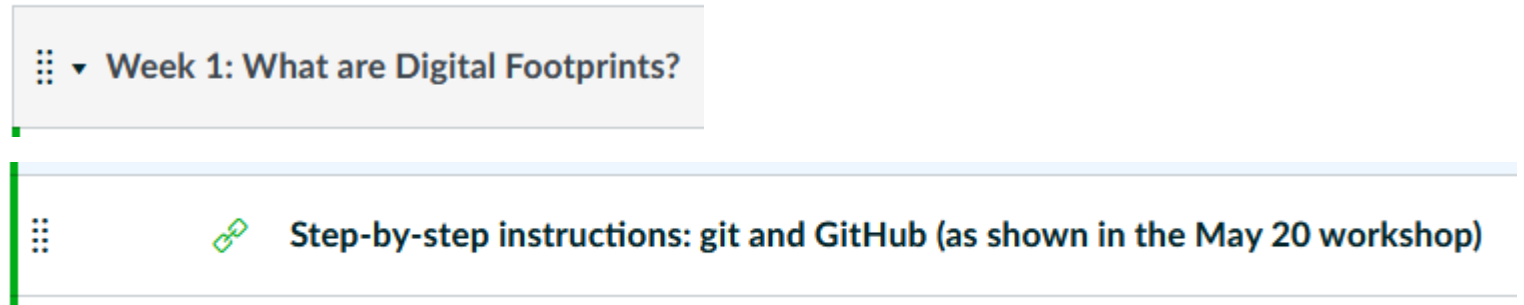 Week 1: What are Digital Footprints?
Step-by-step instructions: git and GitHub (as shown in the May 20 workshop)